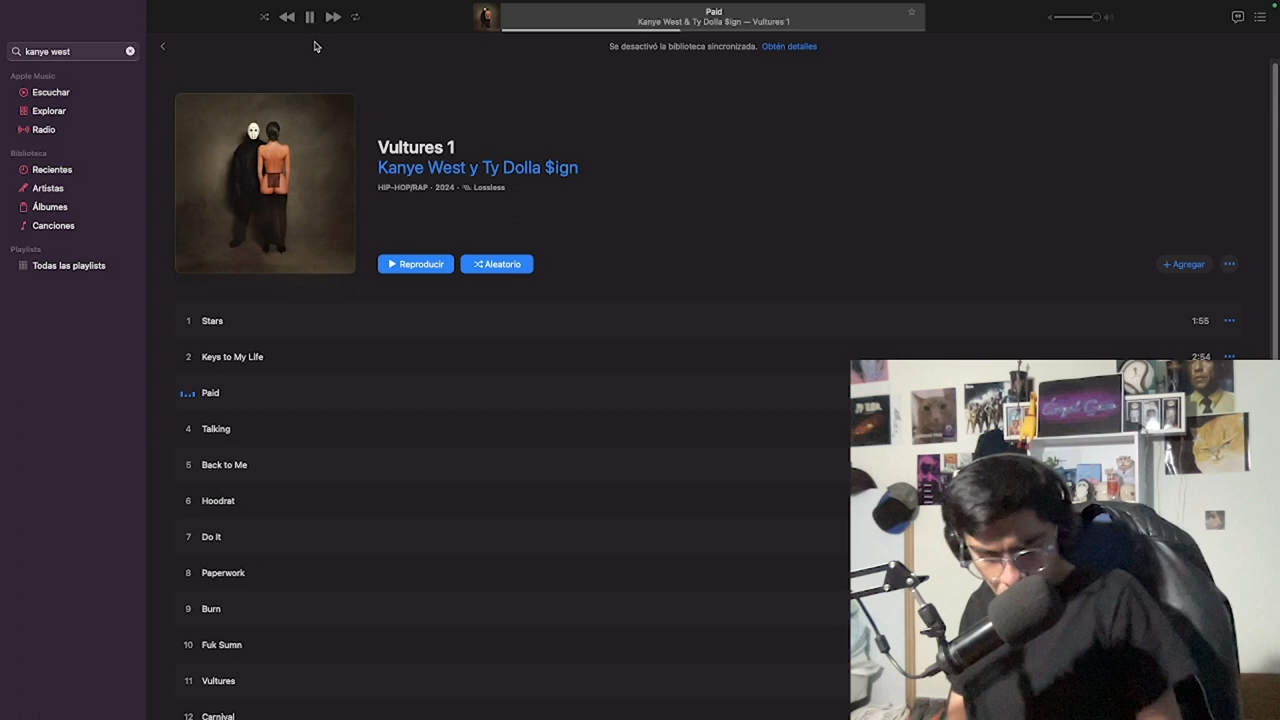 Paid
Kanye West & Ty Dolla $ign — Vultures 1
kanye west
Se desactivó la biblioteca sincronizada. Obtén detalles
Apple Music
Escuchar
Explorar
Radio
Biblioteca
Recientes
Artistas
Álbumes
Canciones
Playlists
Todas las playlists
Vultures 1
Kanye West y Ty Dolla $ign
HIP-HOP/RAP · 2024 · Lossless
Reproducir
Aleatorio
+ Agregar
1 Stars 1:55
2 Keys to My Life 2:54
Paid
4 Talking
5 Back to Me
6 Hoodrat
7 Do It
8 Paperwork
9 Burn
10 Fuk Sumn
11 Vultures
12 Carnival